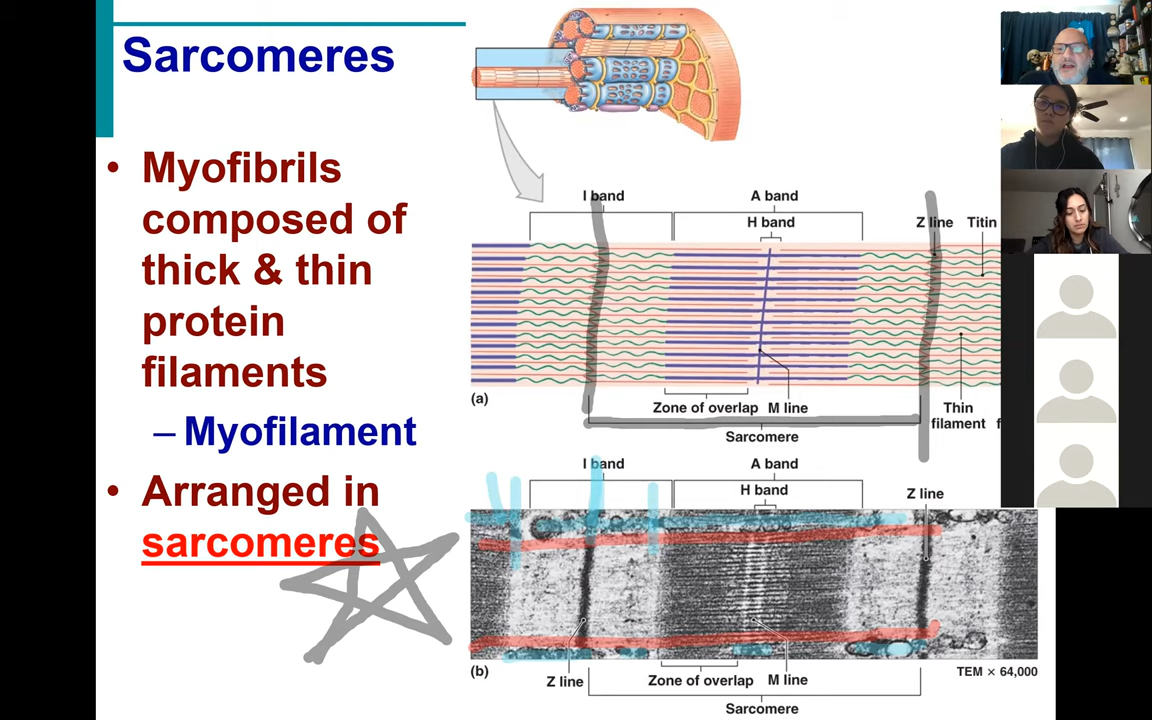 Sarcomeres
• Myofibrils
composed of
thick & thin
protein
filaments
– Myofilament
• Arranged in
sarcomeres
I band
A band
H band
Z line
Titin
(a)
Zone of overlap
M line
Thin
filament
Sarcomere
I band
A band
H band
Z line
(b)
Z line
Zone of overlap
M line
TEM × 64,000
Sarcomere